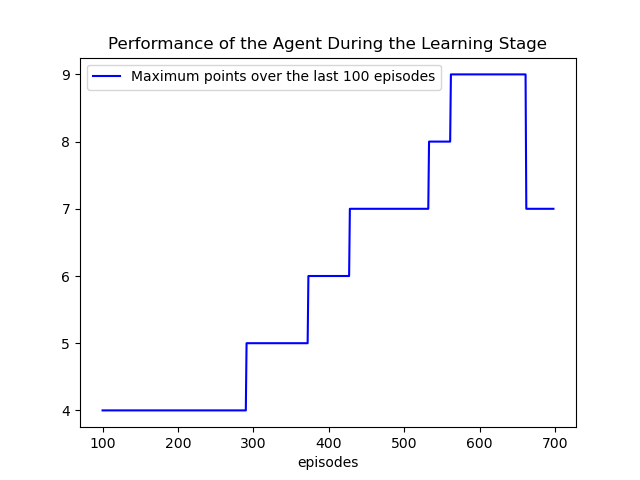 Performance of the Agent During the Learning Stage
Maximum points over the last 100 episodes
9
8
7
6
5
4
100 200 300 400 500 600 700
episodes